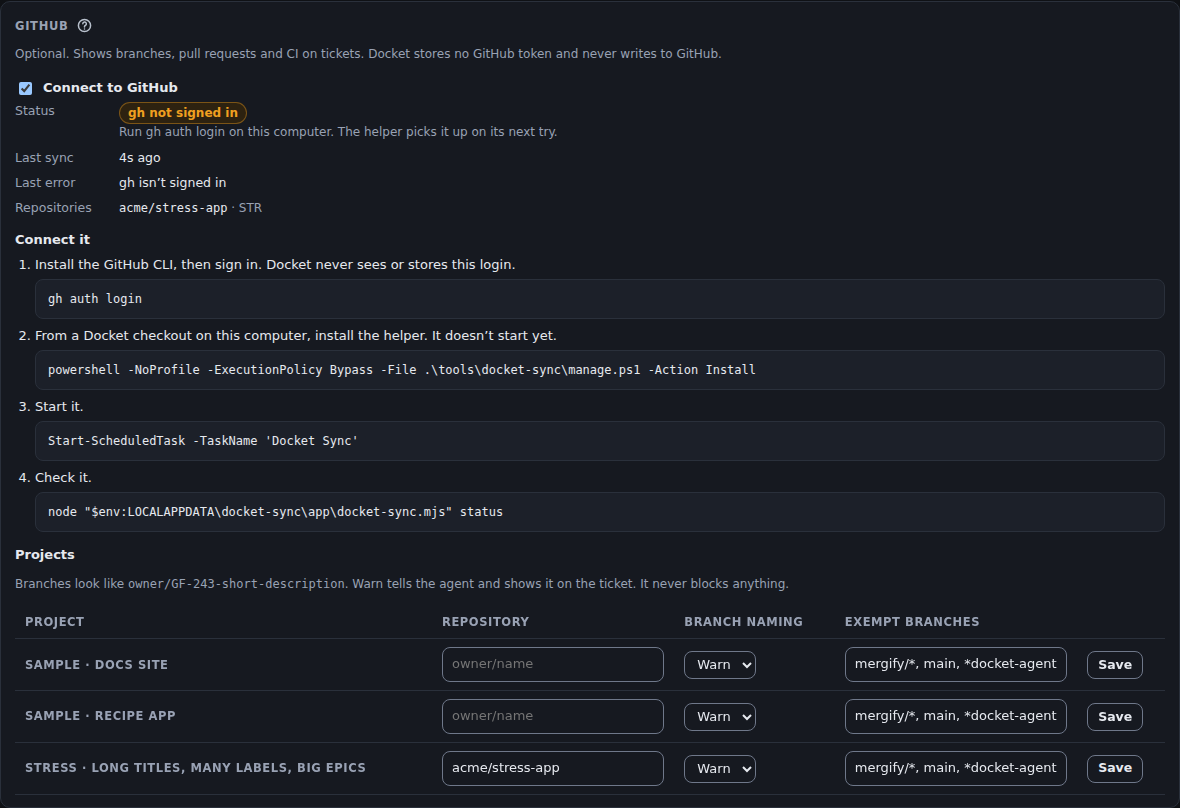 GITHUB ?
Optional. Shows branches, pull requests and CI on tickets. Docket stores no GitHub token and never writes to GitHub.
Connect to GitHub
Status gh not signed in
Run gh auth login on this computer. The helper picks it up on its next try.
Last sync 4s ago
Last error gh isn’t signed in
Repositories acme/stress-app · STR
Connect it
1. Install the GitHub CLI, then sign in. Docket never sees or stores this login.
gh auth login
2. From a Docket checkout on this computer, install the helper. It doesn’t start yet.
powershell -NoProfile -ExecutionPolicy Bypass -File .\tools\docket-sync\manage.ps1 -Action Install
3. Start it.
Start-ScheduledTask -TaskName 'Docket Sync'
4. Check it.
node "$env:LOCALAPPDATA\docket-sync\app\docket-sync.mjs" status
Projects
Branches look like owner/GF-243-short-description. Warn tells the agent and shows it on the ticket. It never blocks anything.
PROJECT REPOSITORY BRANCH NAMING EXEMPT BRANCHES
SAMPLE · DOCS SITE owner/name Warn mergify/*, main, *docket-agent Save
SAMPLE · RECIPE APP owner/name Warn mergify/*, main, *docket-agent Save
STRESS · LONG TITLES, MANY LABELS, BIG EPICS acme/stress-app Warn mergify/*, main, *docket-agent Save